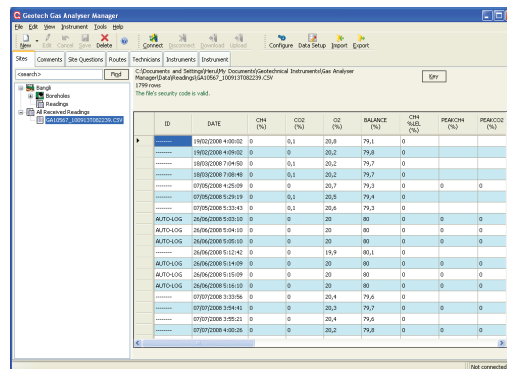 Geotech Gas Analyser Manager
File Edit View Instrument Tools Help
New Edit Cancel Save Delete Connect Disconnect Download Upload Configure Data Setup Import Export
Sites Comments Site Questions Routes Technicians Instruments Instrument
<search> Find
Bangli
Boreholes
Readings
All Received Readings
GA10567_100913T082239.CSV
C:\Documents and Settings\Heru\My Documents\Geotechnical Instruments\Gas Analyser
Manager\Data\Readings\GA10567_100913T082239.CSV
1799 rows
The file's security code is valid.
Key
ID DATE CH4 (%) CO2 (%) O2 (%) BALANCE (%) CH4 %LEL (%) PEAKCH4 (%) PEAKCO2 (%)
-------- 19/02/2008 4:00:02 0 0,1 20,8 79,1 0
-------- 19/02/2008 4:09:02 0 0 20,2 79,8 0
-------- 18/03/2008 7:04:50 0 0,1 20,2 79,7 0
-------- 18/03/2008 7:08:48 0 0,1 20,2 79,7 0
-------- 07/05/2008 4:25:09 0 0 20,7 79,3 0 0 0
-------- 07/05/2008 5:29:19 0 0,1 20,5 79,4 0
-------- 07/05/2008 5:33:43 0 0,1 20,6 79,3 0
AUTO-LOG 26/06/2008 5:03:10 0 0 20 80 0 0 0
AUTO-LOG 26/06/2008 5:04:10 0 0 20 80 0 0 0
AUTO-LOG 26/06/2008 5:05:10 0 0 20 80 0 0 0
-------- 26/06/2008 5:12:42 0 0 19,9 80,1 0
AUTO-LOG 26/06/2008 5:14:09 0 0 20 80 0 0 0
AUTO-LOG 26/06/2008 5:15:09 0 0 20 80 0 0 0
AUTO-LOG 26/06/2008 5:16:10 0 0 20 80 0 0 0
-------- 07/07/2008 3:33:56 0 0 20,4 79,6 0
-------- 07/07/2008 3:54:41 0 0 20,3 79,7 0 0 0
-------- 07/07/2008 3:55:21 0 0 20,4 79,6 0
-------- 07/07/2008 4:00:26 0 0 20,2 79,8 0 0 0
Not connected